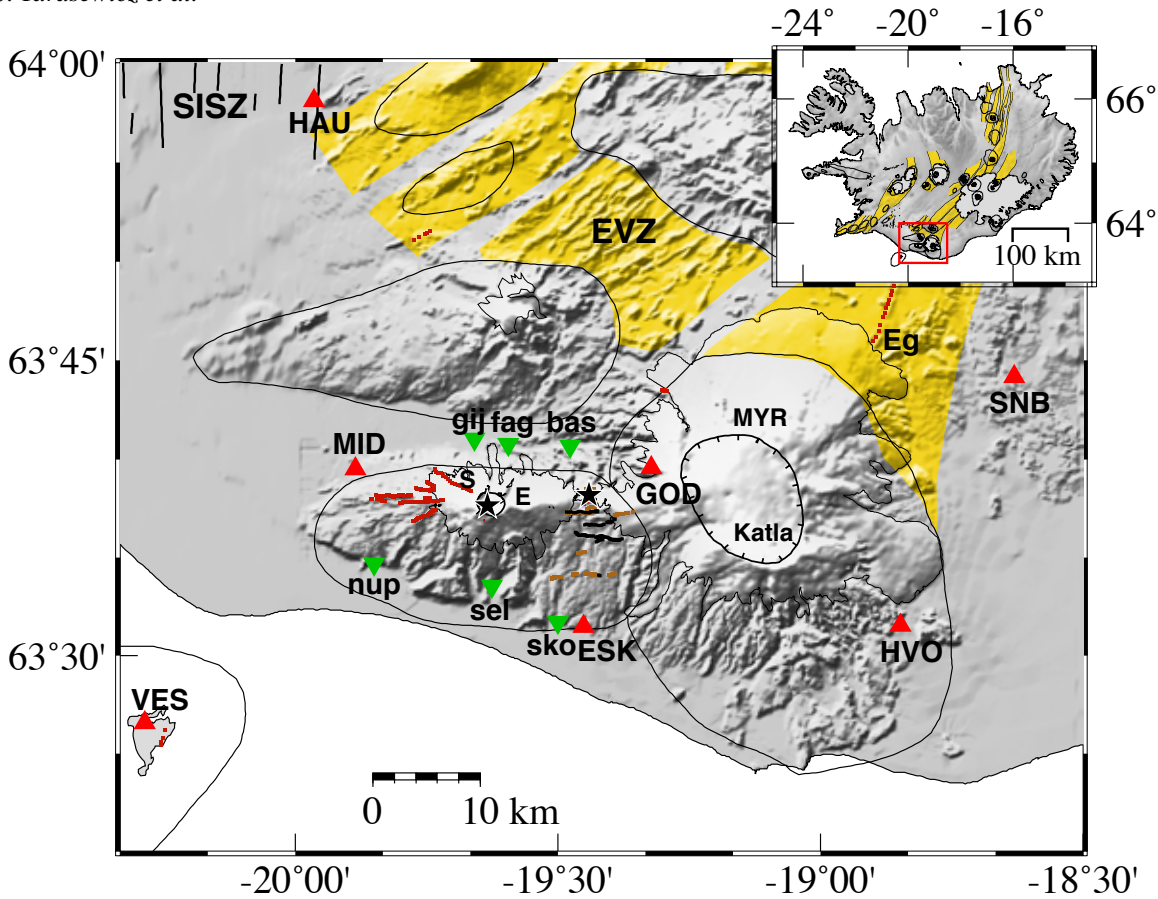 -24° -20° -16°
64°00'
SISZ
HAU
66°
EVZ
64°
100 km
63°45'
Eg
SNB
gij fag bas
MYR
MID
S
E
GOD
Katla
nup
sel
sko ESK
HVO
63°30'
VES
0 10 km
-20°00' -19°30' -19°00' -18°30'